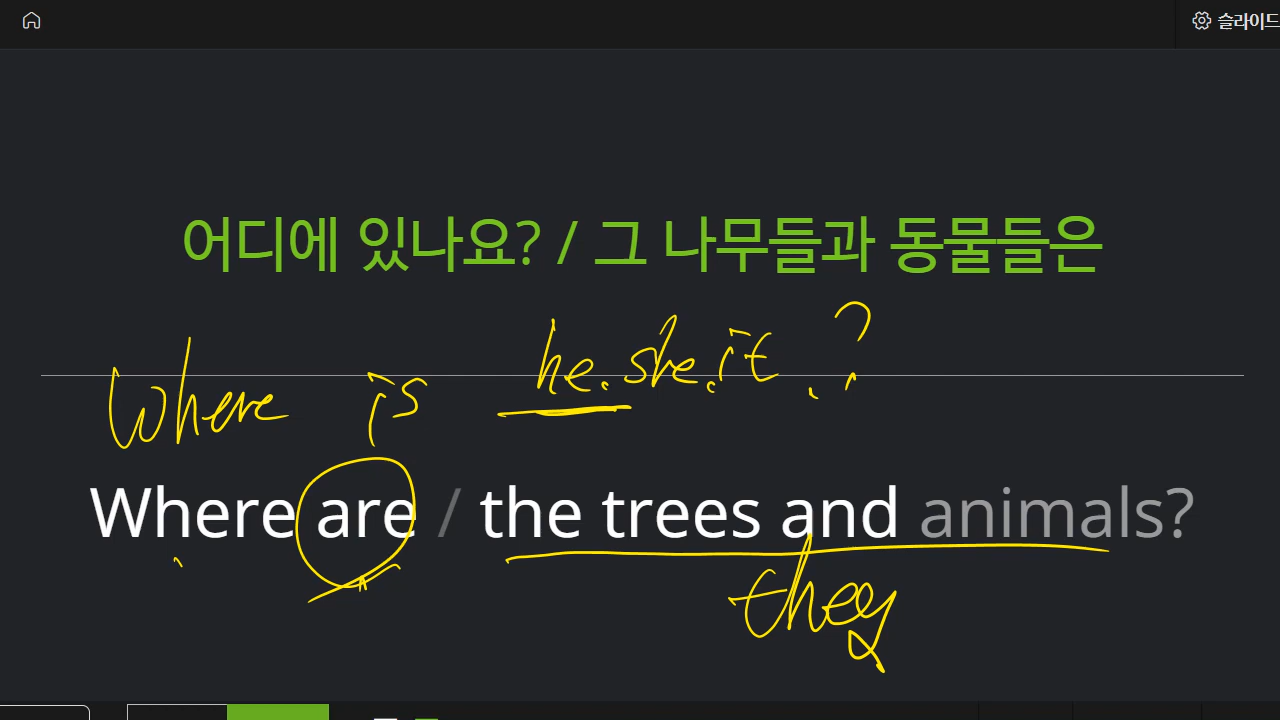 슬라이드
어디에 있나요? / 그 나무들과 동물들은
Where is he. she. it..?
Where are / the trees and animals?
they